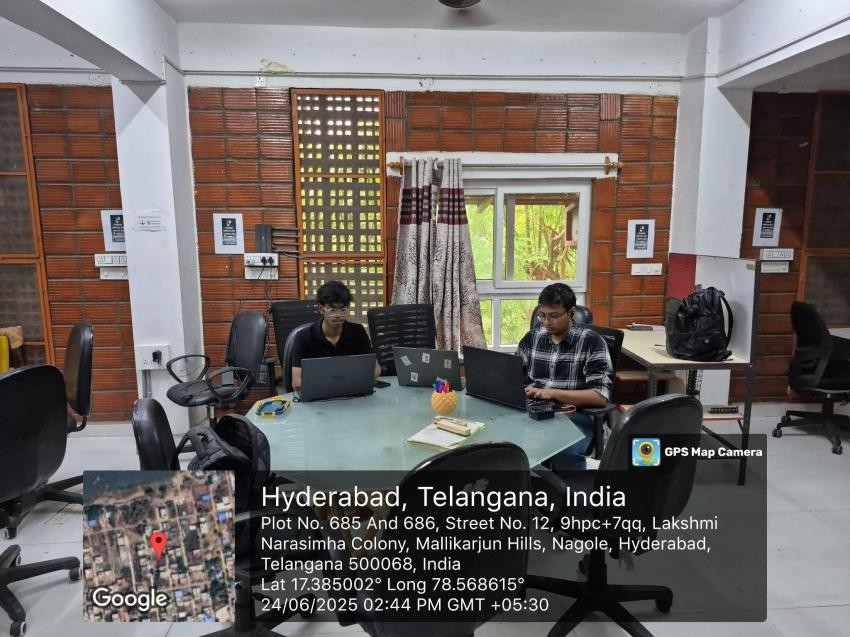 GPS Map Camera
Hyderabad, Telangana, India
Plot No. 685 And 686, Street No. 12, 9hpc+7qq, Lakshmi
Narasimha Colony, Mallikarjun Hills, Nagole, Hyderabad,
Telangana 500068, India
Lat 17.385002° Long 78.568615°
24/06/2025 02:44 PM GMT +05:30
Google